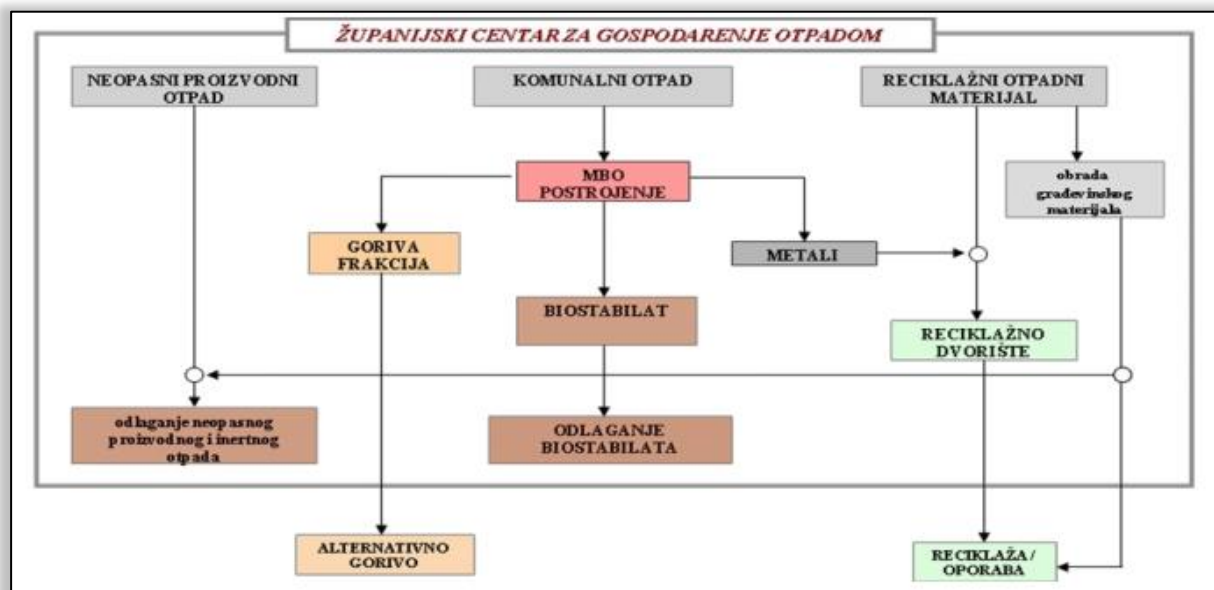 ŽUPANIJSKI CENTAR ZA GOSPODARENJE OTPADOM
NEOPASNI PROIZVODNI
OTPAD
KOMUNALNI OTPAD
RECIKLAŽNI OTPADNI
MATERIJAL
MBO
POSTROJENJE
obrada
građevinskog
materijala
GORIVA
FRAKCIJA
METALI
BIOSTABILAT
RECIKLAŽNO
DVORIŠTE
odlaganje neopasnog
proizvodnog i inertnog
otpada
ODLAGANJE
BIOSTABILATA
ALTERNATIVNO
GORIVO
RECIKLAŽA /
OPORABA